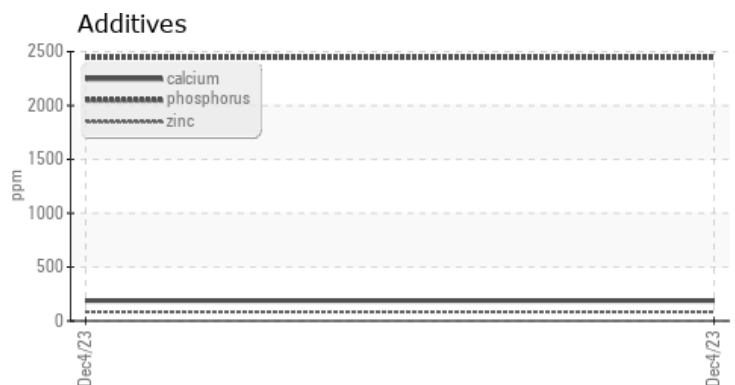 Additives
2500
2000
1500
1000
500
0
ppm
calcium
phosphorus
zinc
Dec4/23
Dec4/23